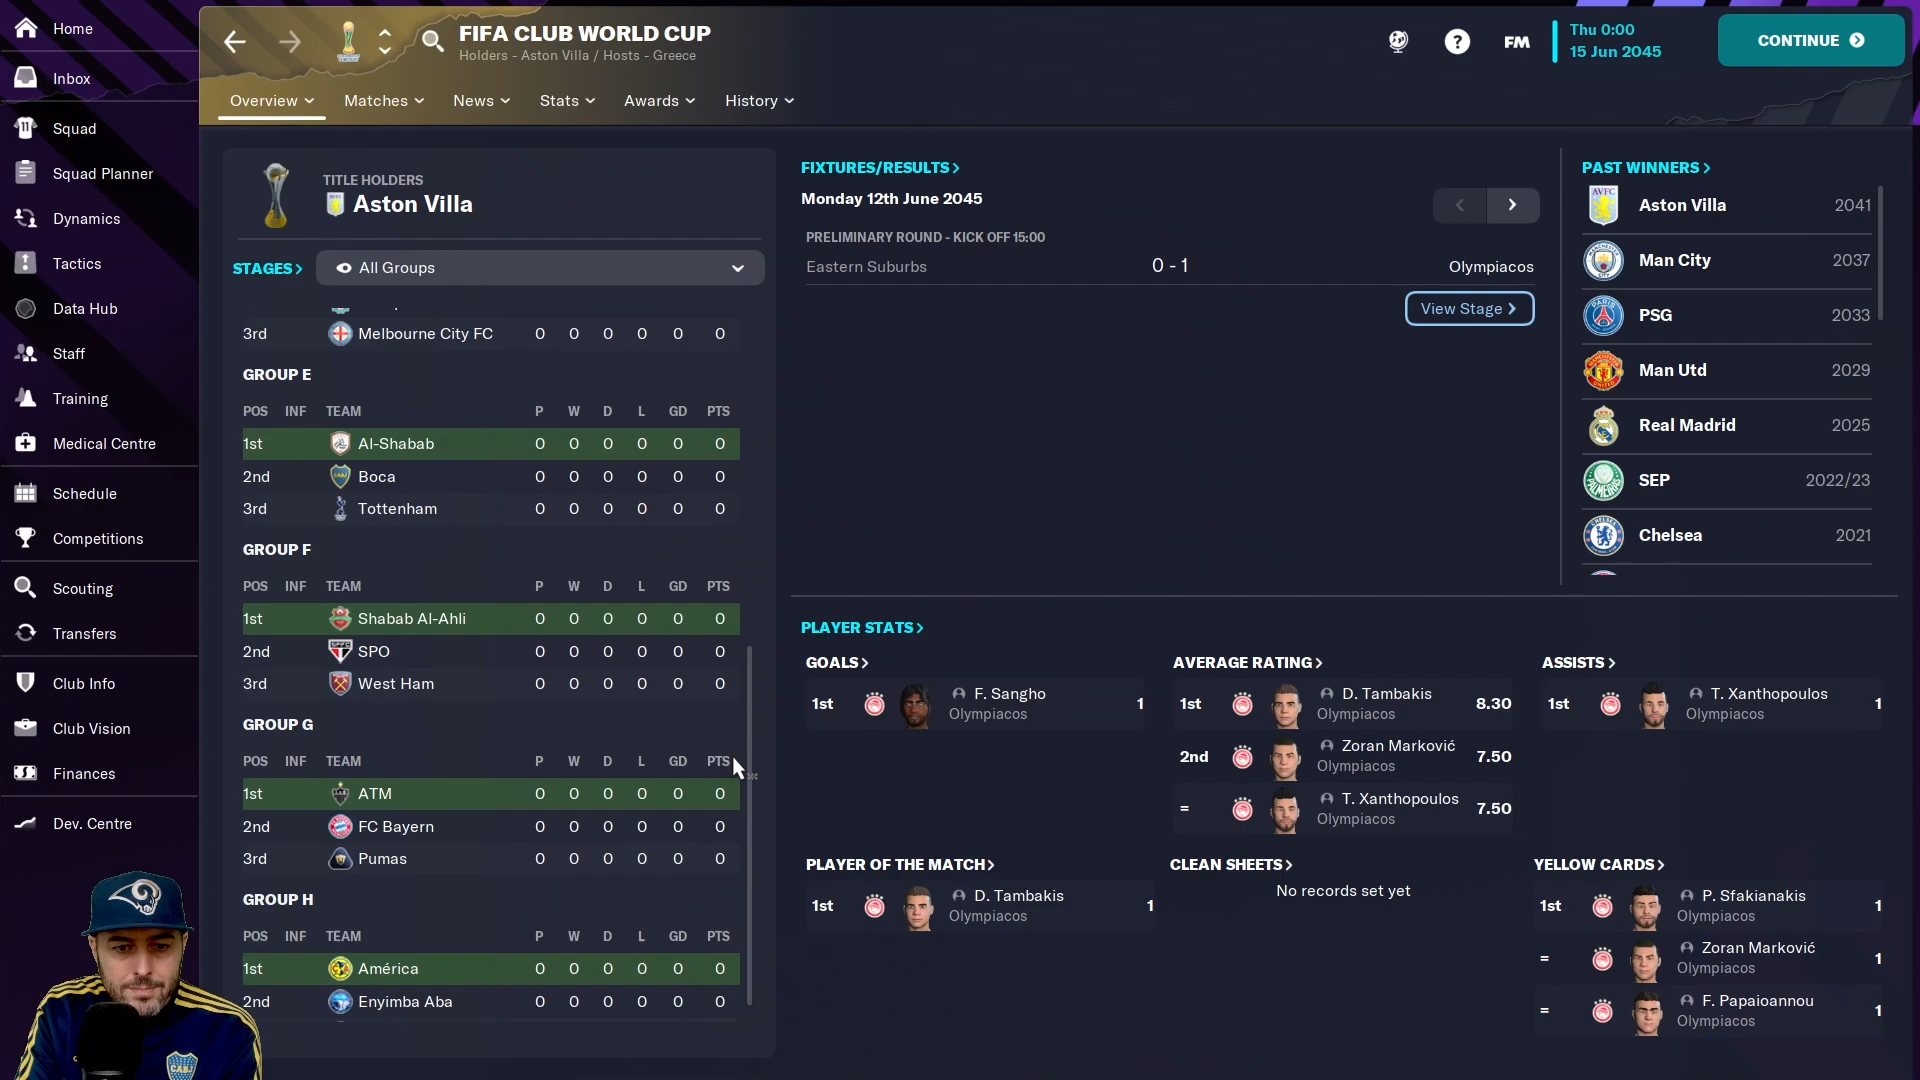 Home
Inbox
Squad
Squad Planner
Dynamics
Tactics
Data Hub
Staff
Training
Medical Centre
Schedule
Competitions
Scouting
Transfers
Club Info
Club Vision
Finances
Dev. Centre
FIFA CLUB WORLD CUP
Holders - Aston Villa / Hosts - Greece
FM
Thu 0:00
15 Jun 2045
CONTINUE
Overview Matches News Stats Awards History
TITLE HOLDERS
Aston Villa
STAGES All Groups
3rd Melbourne City FC 0 0 0 0 0 0
GROUP E
POS INF TEAM P W D L GD PTS
1st Al-Shabab 0 0 0 0 0 0
2nd Boca 0 0 0 0 0 0
3rd Tottenham 0 0 0 0 0 0
GROUP F
POS INF TEAM P W D L GD PTS
1st Shabab Al-Ahli 0 0 0 0 0 0
2nd SPO 0 0 0 0 0 0
3rd West Ham 0 0 0 0 0 0
GROUP G
POS INF TEAM P W D L GD PTS
1st ATM 0 0 0 0 0 0
2nd FC Bayern 0 0 0 0 0 0
3rd Pumas 0 0 0 0 0 0
GROUP H
POS INF TEAM P W D L GD PTS
1st América 0 0 0 0 0 0
2nd Enyimba Aba 0 0 0 0 0 0
FIXTURES/RESULTS
Monday 12th June 2045
PRELIMINARY ROUND - KICK OFF 15:00
Eastern Suburbs 0 - 1 Olympiacos
View Stage
PAST WINNERS
Aston Villa 2041
Man City 2037
PSG 2033
Man Utd 2029
Real Madrid 2025
SEP 2022/23
Chelsea 2021
PLAYER STATS
GOALS
1st F. Sangho 1
Olympiacos
AVERAGE RATING
1st D. Tambakis 8.30
Olympiacos
2nd Zoran Marković 7.50
Olympiacos
= T. Xanthopoulos 7.50
Olympiacos
ASSISTS
1st T. Xanthopoulos 1
Olympiacos
PLAYER OF THE MATCH
1st D. Tambakis 1
Olympiacos
CLEAN SHEETS
No records set yet
YELLOW CARDS
1st P. Sfakianakis 1
Olympiacos
= Zoran Marković 1
Olympiacos
= F. Papaioannou 1
Olympiacos